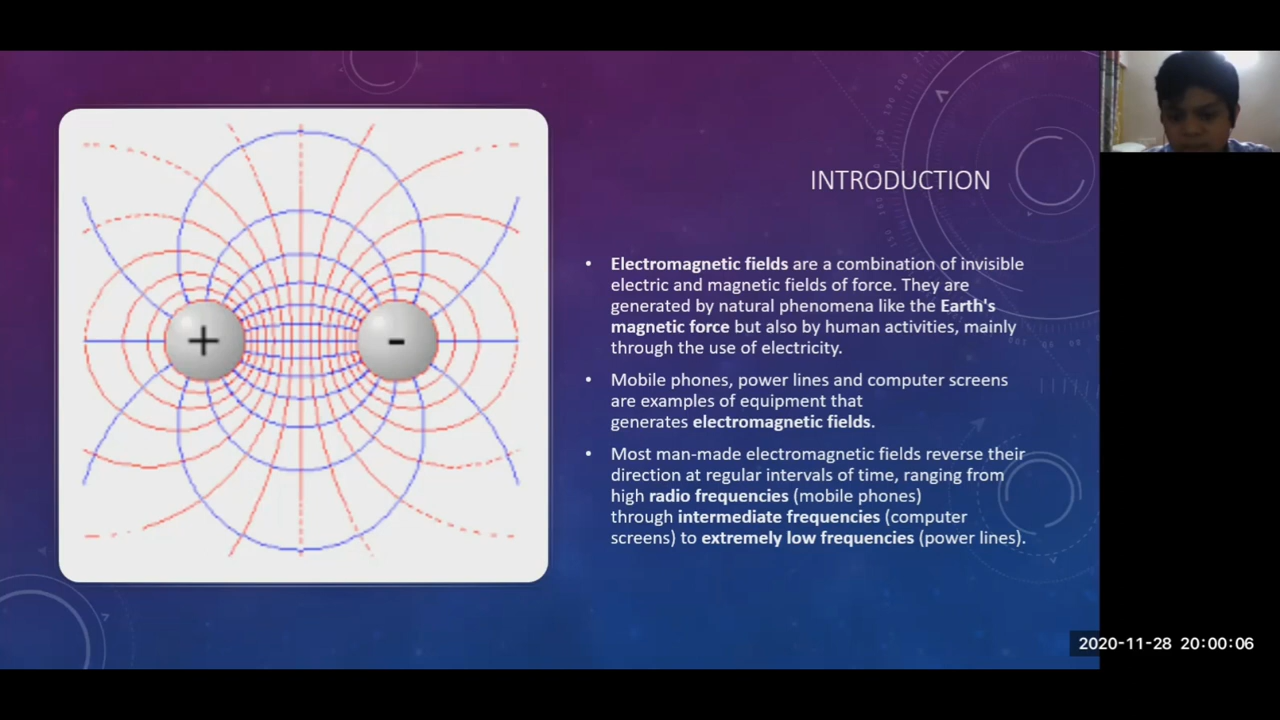 INTRODUCTION
• Electromagnetic fields are a combination of invisible
electric and magnetic fields of force. They are
generated by natural phenomena like the Earth's
magnetic force but also by human activities, mainly
through the use of electricity.
• Mobile phones, power lines and computer screens
are examples of equipment that
generates electromagnetic fields.
• Most man-made electromagnetic fields reverse their
direction at regular intervals of time, ranging from
high radio frequencies (mobile phones)
through intermediate frequencies (computer
screens) to extremely low frequencies (power lines).
+ -
2020-11-28 20:00:06